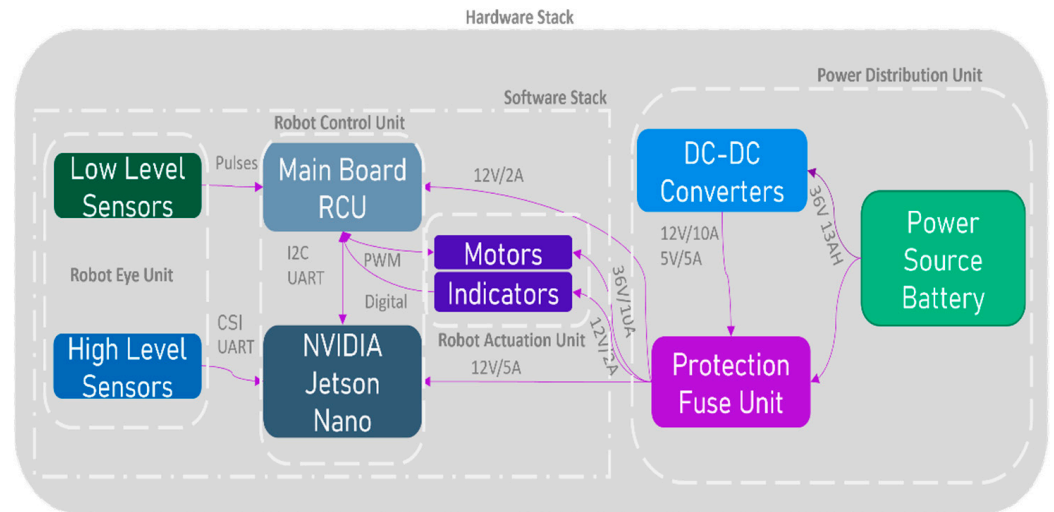 Hardware Stack
Power Distribution Unit
Software Stack
Robot Control Unit
Low Level
Sensors
Pulses
Main Board
RCU
12V/2A
DC-DC
Converters
36V 13AH
Power
Source
Battery
12V/10A
5V/5A
I2C
UART
PWM
Motors
Robot Eye Unit
Digital
Indicators
36V/10A
12V/2A
CSI
UART
High Level
Sensors
NVIDIA
Jetson
Nano
Robot Actuation Unit
12V/5A
Protection
Fuse Unit